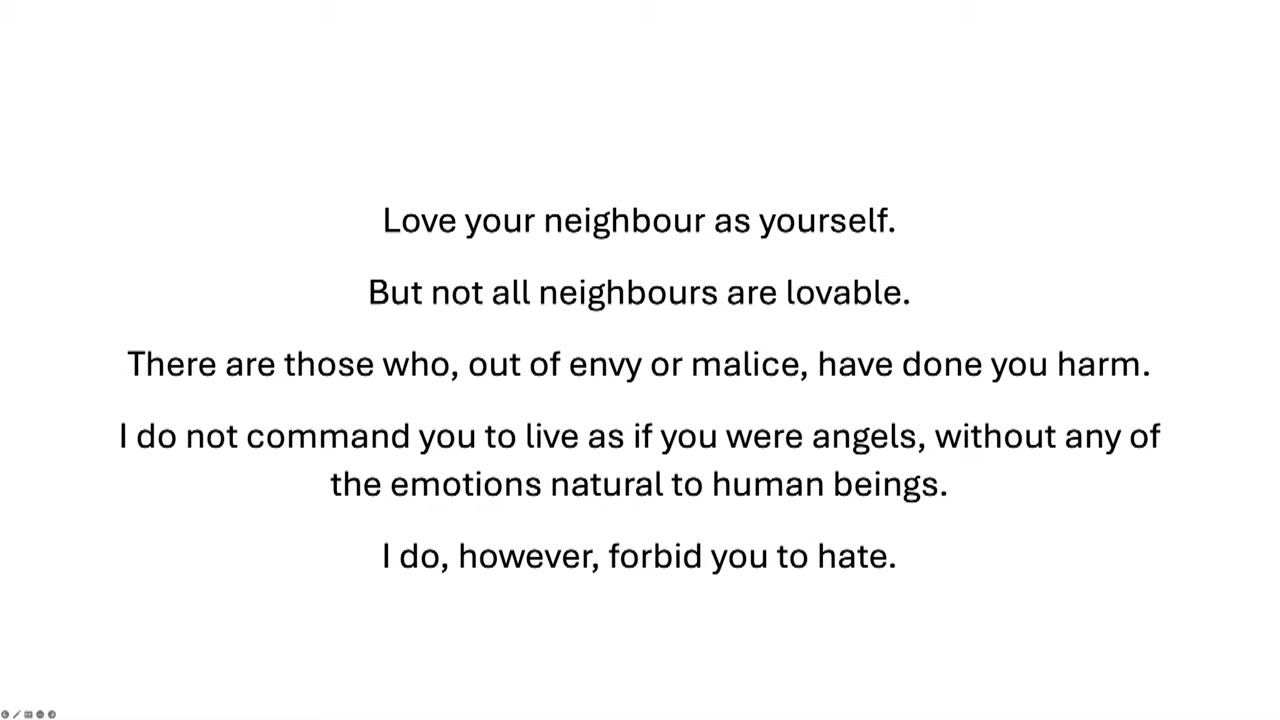 Love your neighbour as yourself.
But not all neighbours are lovable.
There are those who, out of envy or malice, have done you harm.
I do not command you to live as if you were angels, without any of
the emotions natural to human beings.
I do, however, forbid you to hate.